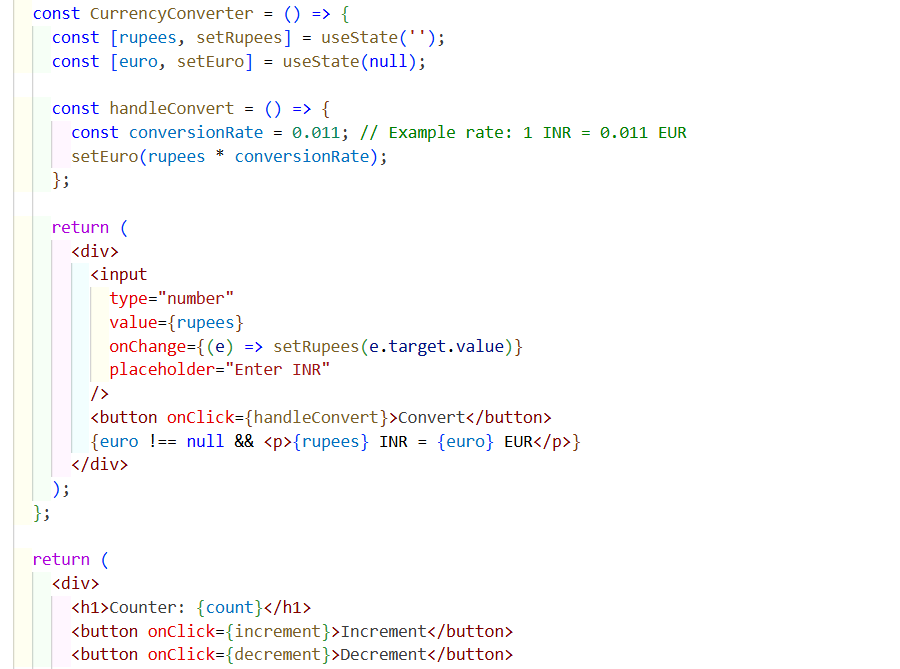 const CurrencyConverter = () => {
const [rupees, setRupees] = useState('');
const [euro, setEuro] = useState(null);
const handleConvert = () => {
const conversionRate = 0.011; // Example rate: 1 INR = 0.011 EUR
setEuro(rupees * conversionRate);
};
return (
<div>
<input
type="number"
value={rupees}
onChange={(e) => setRupees(e.target.value)}
placeholder="Enter INR"
/>
<button onClick={handleConvert}>Convert</button>
{euro !== null && <p>{rupees} INR = {euro} EUR</p>}
</div>
);
};
return (
<div>
<h1>Counter: {count}</h1>
<button onClick={increment}>Increment</button>
<button onClick={decrement}>Decrement</button>